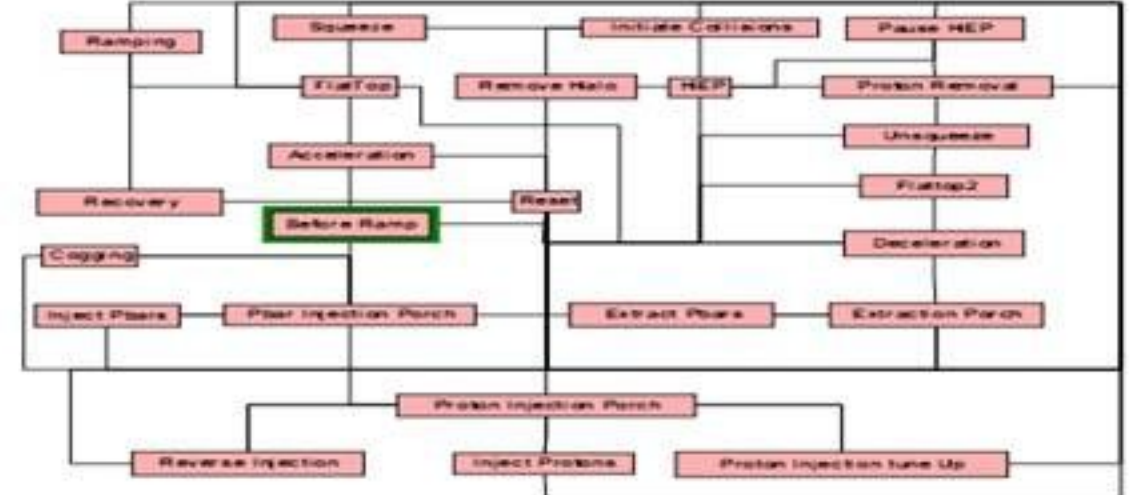 Squeeze
Initiate Collisions
Pause HEP
Ramping
FlatTop
Remove Halo
HEP
Proton Removal
Unsqueeze
Acceleration
Flattop2
Recovery
Reset
Before Ramp
Deceleration
Cogging
Inject Pbars
Pbar Injection Porch
Extract Pbars
Extraction Porch
Proton Injection Porch
Reverse Injection
Inject Protons
Proton Injection tune Up